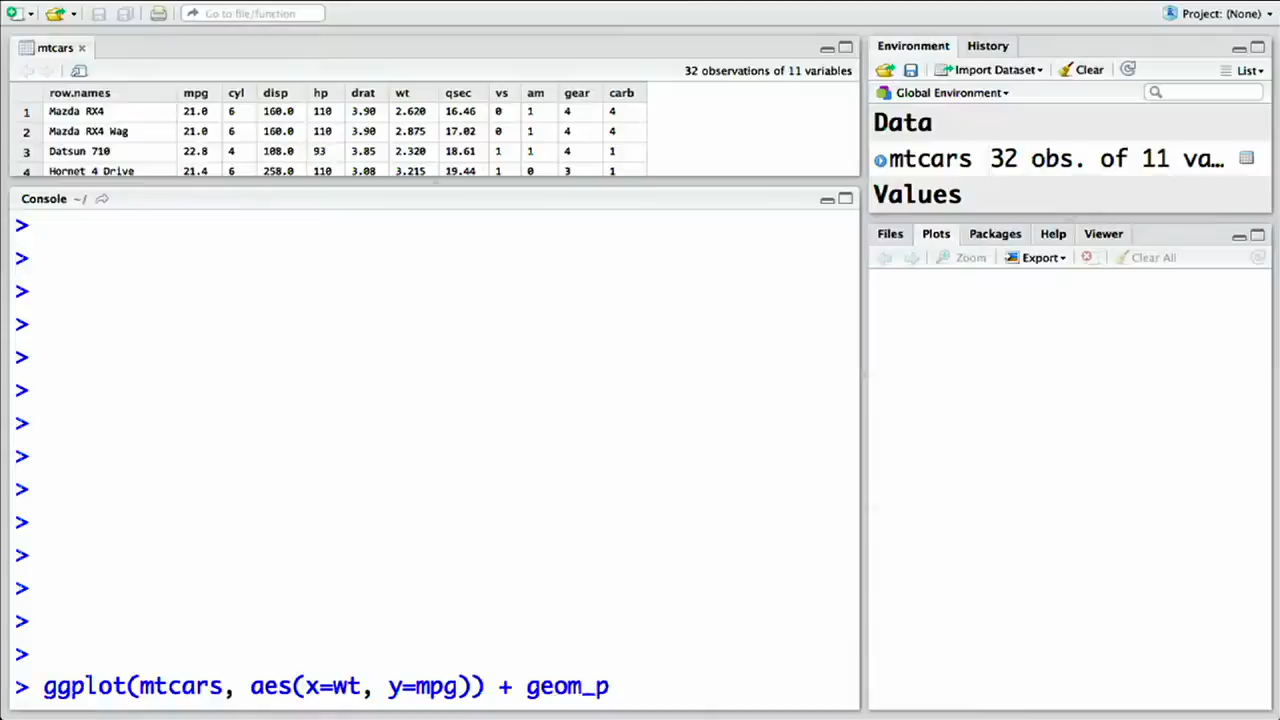 Go to file/function
Project: (None)
mtcars
32 observations of 11 variables
row.names mpg cyl disp hp drat wt qsec vs am gear carb
1 Mazda RX4 21.0 6 160.0 110 3.90 2.620 16.46 0 1 4 4
2 Mazda RX4 Wag 21.0 6 160.0 110 3.90 2.875 17.02 0 1 4 4
3 Datsun 710 22.8 4 108.0 93 3.85 2.320 18.61 1 1 4 1
4 Hornet 4 Drive 21.4 6 258.0 110 3.08 3.215 19.44 1 0 3 1
Console ~/
>
>
>
>
>
>
>
>
>
>
>
>
>
>
> ggplot(mtcars, aes(x=wt, y=mpg)) + geom_p
Environment History
Import Dataset Clear List
Global Environment
Data
mtcars 32 obs. of 11 va...
Values
Files Plots Packages Help Viewer
Zoom Export Clear All